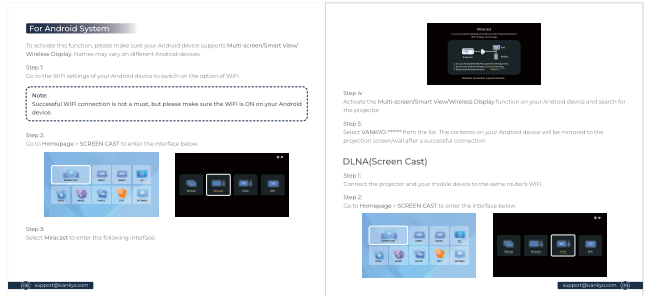 For Android System
To activate this function, please make sure your Android device supports Multi-screen/Smart View/
Wireless Display. Names may vary on different Android devices.
Step 1:
Go to the WiFi settings of your Android device to switch on the option of WiFi.
Note:
Successful WiFi connection is not a must, but please make sure the WiFi is ON on your Android
device.
Step 2:
Go to Homepage > SCREEN CAST to enter the interface below.
Step 3:
Select Miracast to enter the following interface.
support@ivankyo.com
Miracast
Step 4:
Activate the Multi-screen/Smart View/Wireless Display function on your Android device and search for
the projector.
Step 5:
Select VANKYO-****** from the list. The contents on your Android device will be mirrored to the
projection screen/wall after a successful connection.
DLNA(Screen Cast)
Step 1:
Connect the projector and your mobile device to the same router's WiFi.
Step 2:
Go to Homepage > SCREEN CAST to enter the interface below.
support@ivankyo.com